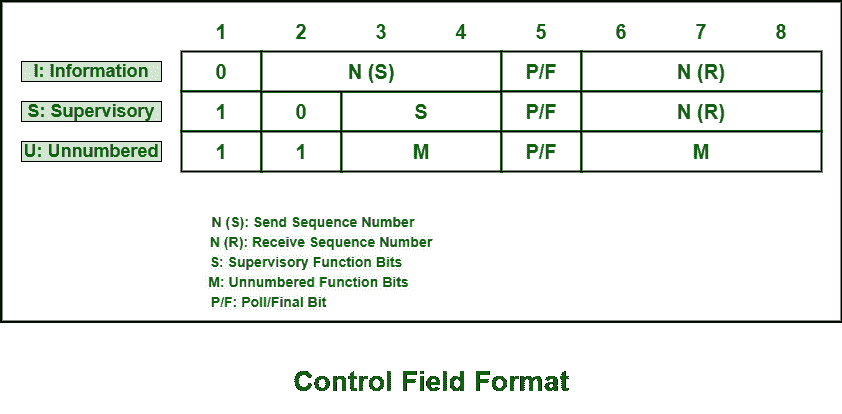 1 2 3 4 5 6 7 8
I: Information 0 N (S) P/F N (R)
S: Supervisory 1 0 S P/F N (R)
U: Unnumbered 1 1 M P/F M
N (S): Send Sequence Number
N (R): Receive Sequence Number
S: Supervisory Function Bits
M: Unnumbered Function Bits
P/F: Poll/Final Bit
Control Field Format